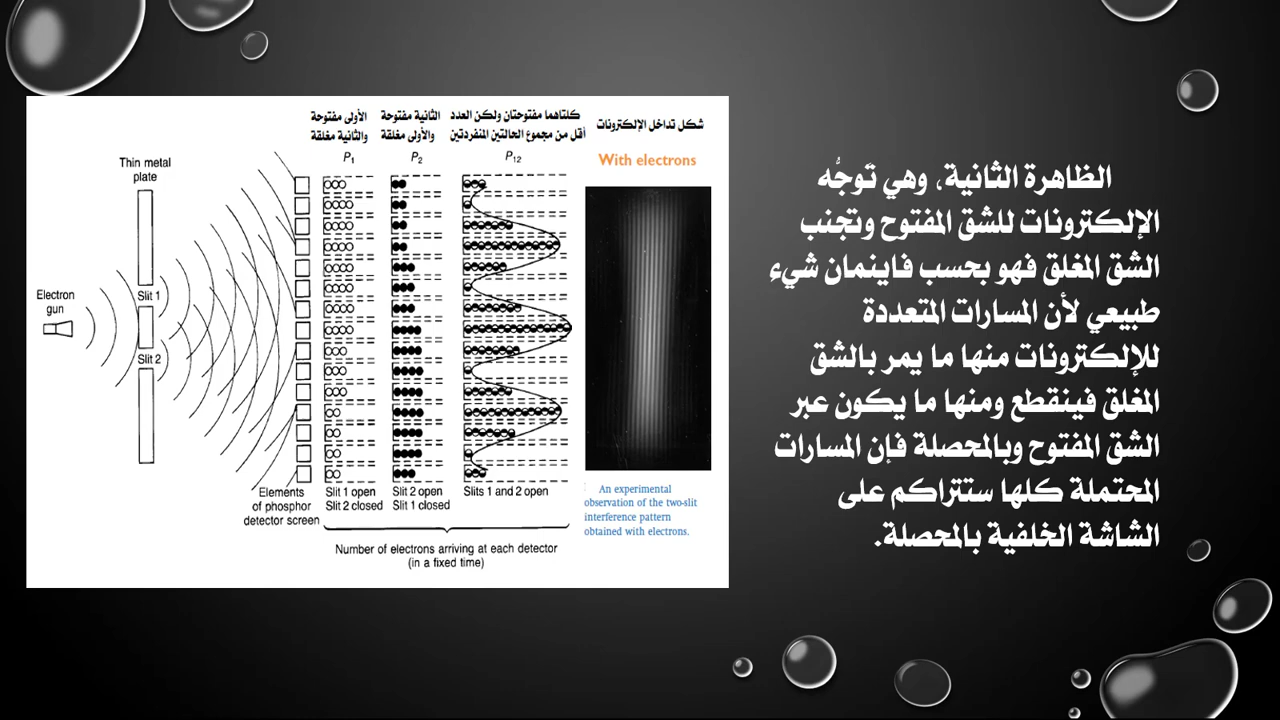 الأولى مفتوحة
والثانية مغلقة
الثانية مفتوحة
والأولى مغلقة
كلتاهما مفتوحتان ولكن العدد
أقل من مجموع الحالتين المنفردتين
شكل تداخل الإلكترونات
P1
P2
P12
With electrons
Thin metal
plate
Electron
gun
Slit 1
Slit 2
Elements
of phosphor
detector screen
Slit 1 open
Slit 2 closed
Slit 2 open
Slit 1 closed
Slits 1 and 2 open
Number of electrons arriving at each detector
(in a fixed time)
An experimental
observation of the two-slit
interference pattern
obtained with electrons.
الظاهرة الثانية، وهي تَوجُّه
الإلكترونات للشق المفتوح وتجنب
الشق المغلق فهو بحسب فاينمان شيء
طبيعي لأن المسارات المتعددة
للإلكترونات منها ما يمر بالشق
المغلق فينقطع ومنها ما يكون عبر
الشق المفتوح وبالمحصلة فإن المسارات
المحتملة كلها ستتراكم على
الشاشة الخلفية بالمحصلة.